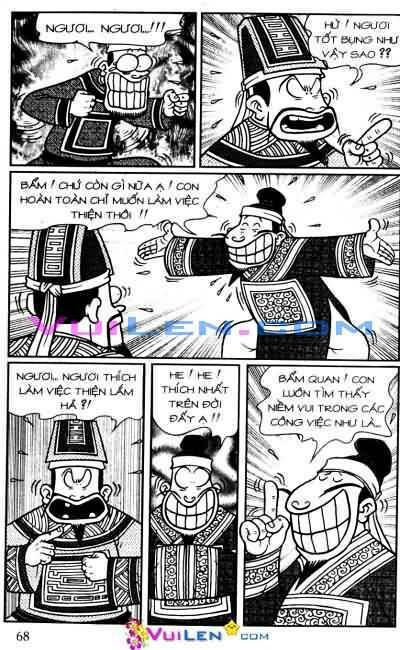 NGƯƠI... NGƯƠI...!!!
HỪ! NGƯƠI
TỐT BỤNG NHƯ
VẬY SAO ??
BẨM! CHỨ CÒN GÌ NỮA Ạ! CON
HOÀN TOÀN CHỈ MUỐN LÀM VIỆC
THIỆN THÔI !!
VUILEN.COM
NGƯƠI... NGƯƠI THÍCH
LÀM VIỆC THIỆN LẮM
HẢ?!
HE! HE!
THÍCH NHẤT
TRÊN ĐỜI
ĐẤY Ạ!!
BẨM QUAN! CON
LUÔN TÌM THẤY
NIỀM VUI TRONG CÁC
CÔNG VIỆC NHƯ LÀ...
68
VUILEN.COM